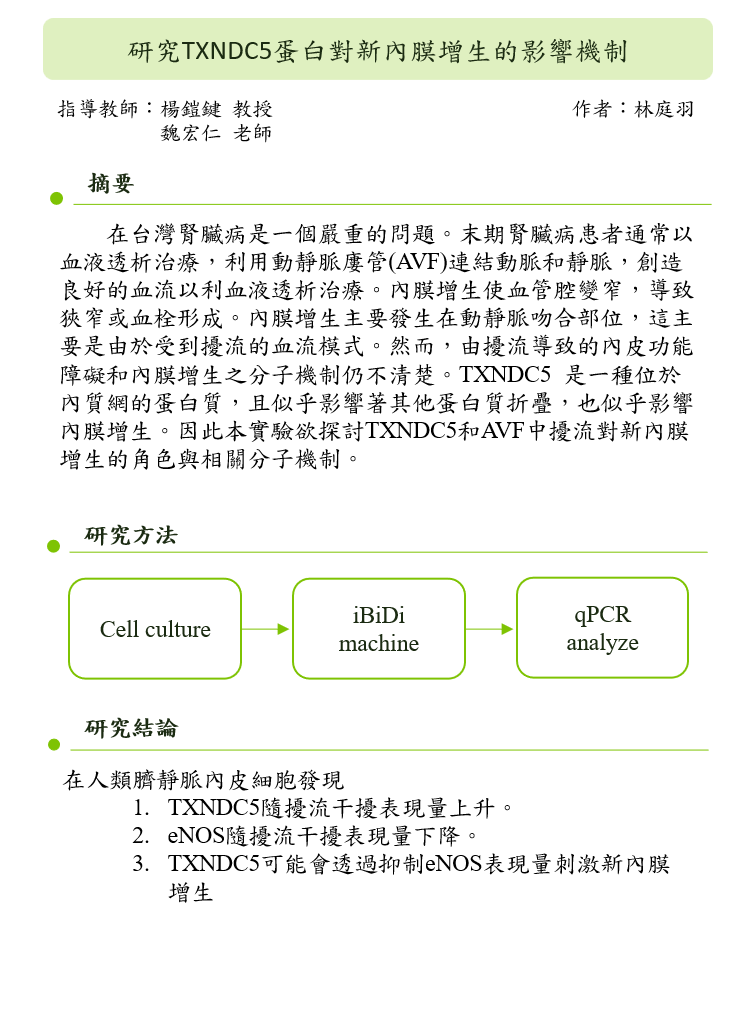 研究TXNDC5蛋白對新內膜增生的影響機制
指導教師：楊鎧鍵 教授
作者：林庭羽
魏宏仁 老師
摘要
在台灣腎臟病是一個嚴重的問題。末期腎臟病患者通常以
血液透析治療，利用動靜脈廔管(AVF)連結動脈和靜脈，創造
良好的血流以利血液透析治療。內膜增生使血管腔變窄，導致
狹窄或血栓形成。內膜增生主要發生在動靜脈吻合部位，這主
要是由於受到擾流的血流模式。然而，由擾流導致的內皮功能
障礙和內膜增生之分子機制仍不清楚。TXNDC5 是一種位於
內質網的蛋白質，且似乎影響著其他蛋白質折疊，也似乎影響
內膜增生。因此本實驗欲探討TXNDC5和AVF中擾流對新內膜
增生的角色與相關分子機制。
研究方法
Cell culture
iBiDi
machine
qPCR
analyze
研究結論
在人類臍靜脈內皮細胞發現
1. TXNDC5隨擾流干擾表現量上升。
2. eNOS隨擾流干擾表現量下降。
3. TXNDC5可能會透過抑制eNOS表現量刺激新內膜
增生